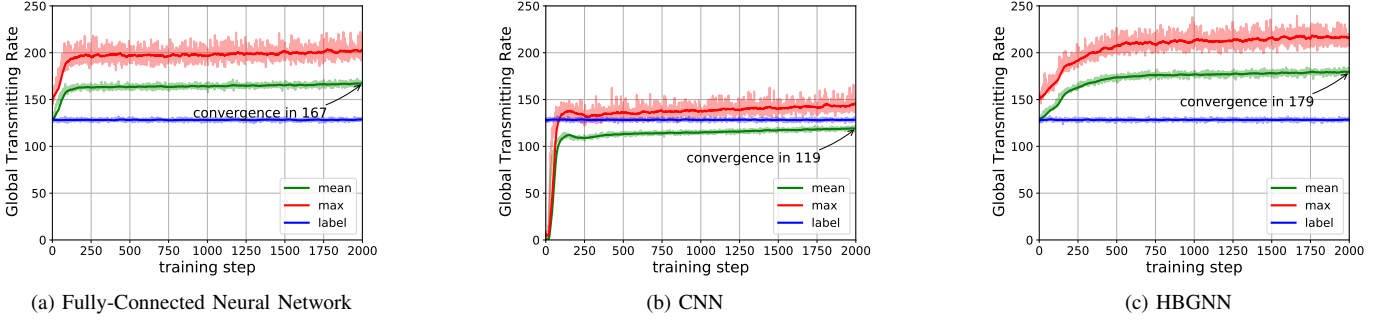 Global Transmitting Rate
250
200
150
100
50
0
convergence in 167
mean
max
label
0 250 500 750 1000 1250 1500 1750 2000
training step
(a) Fully-Connected Neural Network
Global Transmitting Rate
250
200
150
100
50
0
convergence in 119
mean
max
label
0 250 500 750 1000 1250 1500 1750 2000
training step
(b) CNN
Global Transmitting Rate
250
200
150
100
50
0
convergence in 179
mean
max
label
0 250 500 750 1000 1250 1500 1750 2000
training step
(c) HBGNN